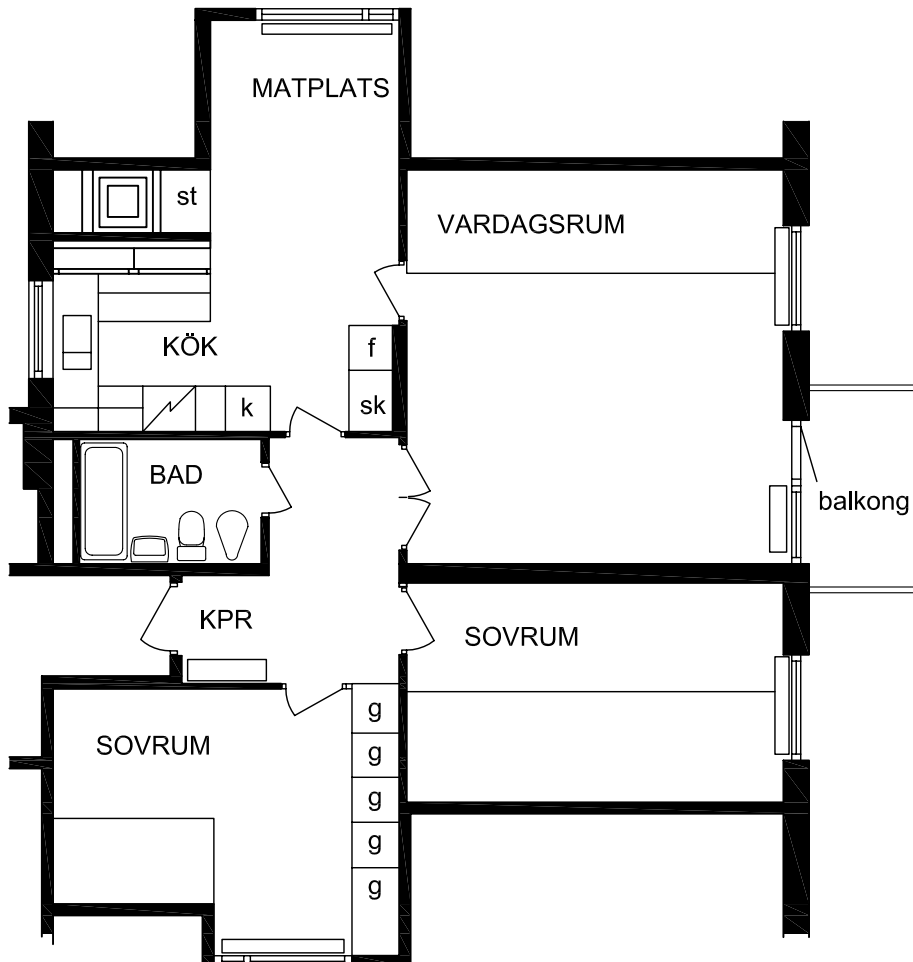 MATPLATS
st
VARDAGSRUM
KÖK
f
k
sk
BAD
balkong
KPR
SOVRUM
g
SOVRUM
g
g
g
g